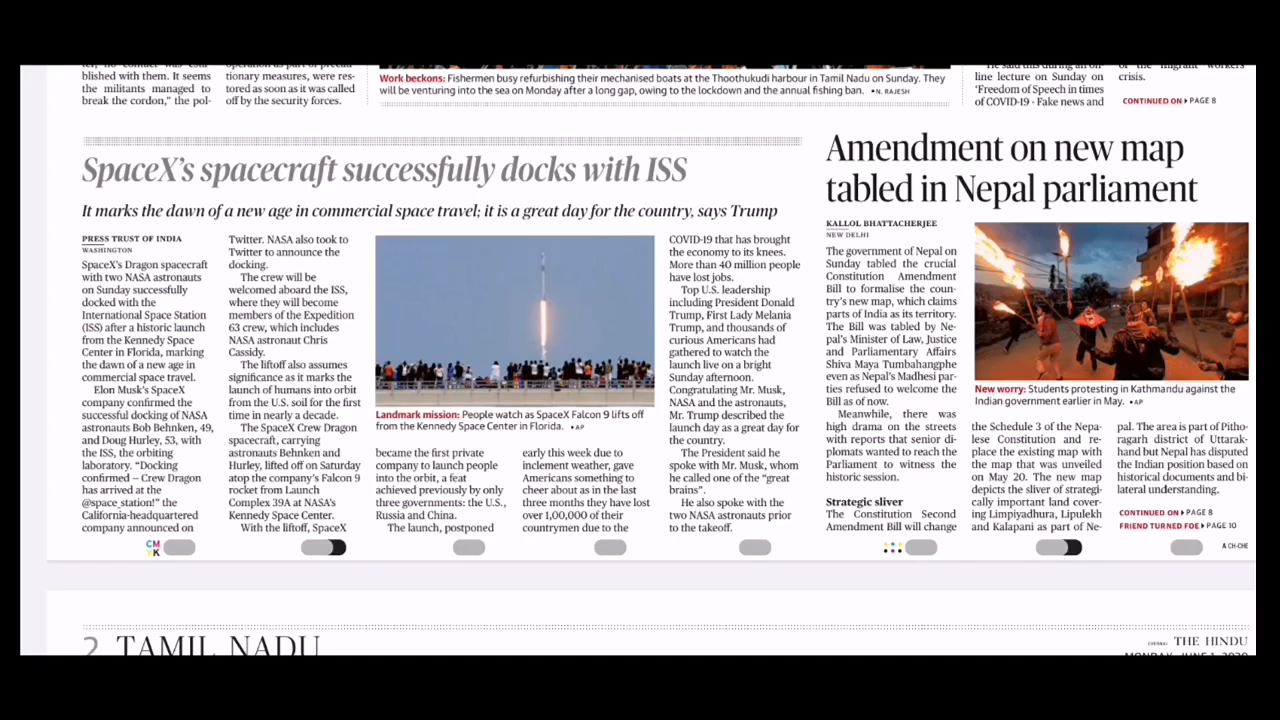 ter, no contact was estab-
blished with them. It seems
the militants managed to
break the cordon,” the pol-
operation as part of precau-
tionary measures, were res-
tored as soon as it was called
off by the security forces.
Work beckons: Fishermen busy refurbishing their mechanised boats at the Thoothukudi harbour in Tamil Nadu on Sunday. They
will be venturing into the sea on Monday after a long gap, owing to the lockdown and the annual fishing ban. • N. RAJESH
He said this during an on-
line lecture on Sunday on
‘Freedom of Speech in times
of COVID-19 - Fake news and
of the migrant workers
crisis.
CONTINUED ON ▸ PAGE 8
SpaceX’s spacecraft successfully docks with ISS
It marks the dawn of a new age in commercial space travel; it is a great day for the country, says Trump
PRESS TRUST OF INDIA
WASHINGTON
SpaceX’s Dragon spacecraft
with two NASA astronauts
on Sunday successfully
docked with the
International Space Station
(ISS) after a historic launch
from the Kennedy Space
Center in Florida, marking
the dawn of a new age in
commercial space travel.
Elon Musk’s SpaceX
company confirmed the
successful docking of NASA
astronauts Bob Behnken, 49,
and Doug Hurley, 53, with
the ISS, the orbiting
laboratory. “Docking
confirmed – Crew Dragon
has arrived at the
@space_station!” the
California-headquartered
company announced on
Twitter. NASA also took to
Twitter to announce the
docking.
The crew will be
welcomed aboard the ISS,
where they will become
members of the Expedition
63 crew, which includes
NASA astronaut Chris
Cassidy.
The liftoff also assumes
significance as it marks the
launch of humans into orbit
from the U.S. soil for the first
time in nearly a decade.
The SpaceX Crew Dragon
spacecraft, carrying
astronauts Behnken and
Hurley, lifted off on Saturday
atop the company’s Falcon 9
rocket from Launch
Complex 39A at NASA’s
Kennedy Space Center.
With the liftoff, SpaceX
Landmark mission: People watch as SpaceX Falcon 9 lifts off
from the Kennedy Space Center in Florida. • AP
became the first private
company to launch people
into the orbit, a feat
achieved previously by only
three governments: the U.S.,
Russia and China.
The launch, postponed
early this week due to
inclement weather, gave
Americans something to
cheer about as in the last
three months they have lost
over 1,00,000 of their
countrymen due to the
COVID-19 that has brought
the economy to its knees.
More than 40 million people
have lost jobs.
Top U.S. leadership
including President Donald
Trump, First Lady Melania
Trump, and thousands of
curious Americans had
gathered to watch the
launch live on a bright
Sunday afternoon.
Congratulating Mr. Musk,
NASA and the astronauts,
Mr. Trump described the
launch day as a great day for
the country.
The President said he
spoke with Mr. Musk, whom
he called one of the “great
brains”.
He also spoke with the
two NASA astronauts prior
to the takeoff.
Amendment on new map
tabled in Nepal parliament
KALLOL BHATTACHERJEE
NEW DELHI
The government of Nepal on
Sunday tabled the crucial
Constitution Amendment
Bill to formalise the coun-
try’s new map, which claims
parts of India as its territory.
The Bill was tabled by Ne-
pal’s Minister of Law, Justice
and Parliamentary Affairs
Shiva Maya Tumbahangphe
even as Nepal’s Madhesi par-
ties refused to welcome the
Bill as of now.
Meanwhile, there was
high drama on the streets
with reports that senior di-
plomats wanted to reach the
Parliament to witness the
historic session.
Strategic sliver
The Constitution Second
Amendment Bill will change
New worry: Students protesting in Kathmandu against the
Indian government earlier in May. • AP
the Schedule 3 of the Nepa-
lese Constitution and re-
place the existing map with
the map that was unveiled
on May 20. The new map
depicts the sliver of strategi-
cally important land cover-
ing Limpiyadhura, Lipulekh
and Kalapani as part of Ne-
pal. The area is part of Pitho-
ragarh district of Uttarak-
hand but Nepal has disputed
the Indian position based on
historical documents and bi-
lateral understanding.
CONTINUED ON ▸ PAGE 8
FRIEND TURNED FOE ▸ PAGE 10
CM
YK
A CH-CHE
2 TAMIL NADU
CHENNAI
THE HINDU
MONDAY, JUNE 1, 2020